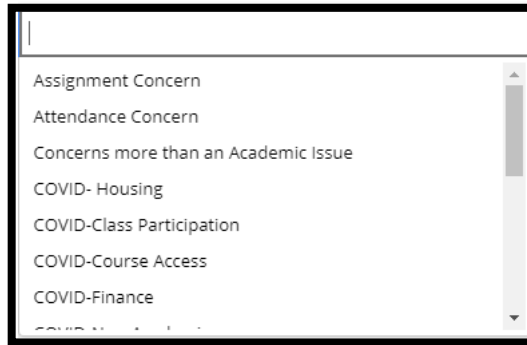 Assignment Concern
Attendance Concern
Concerns more than an Academic Issue
COVID- Housing
COVID-Class Participation
COVID-Course Access
COVID-Finance